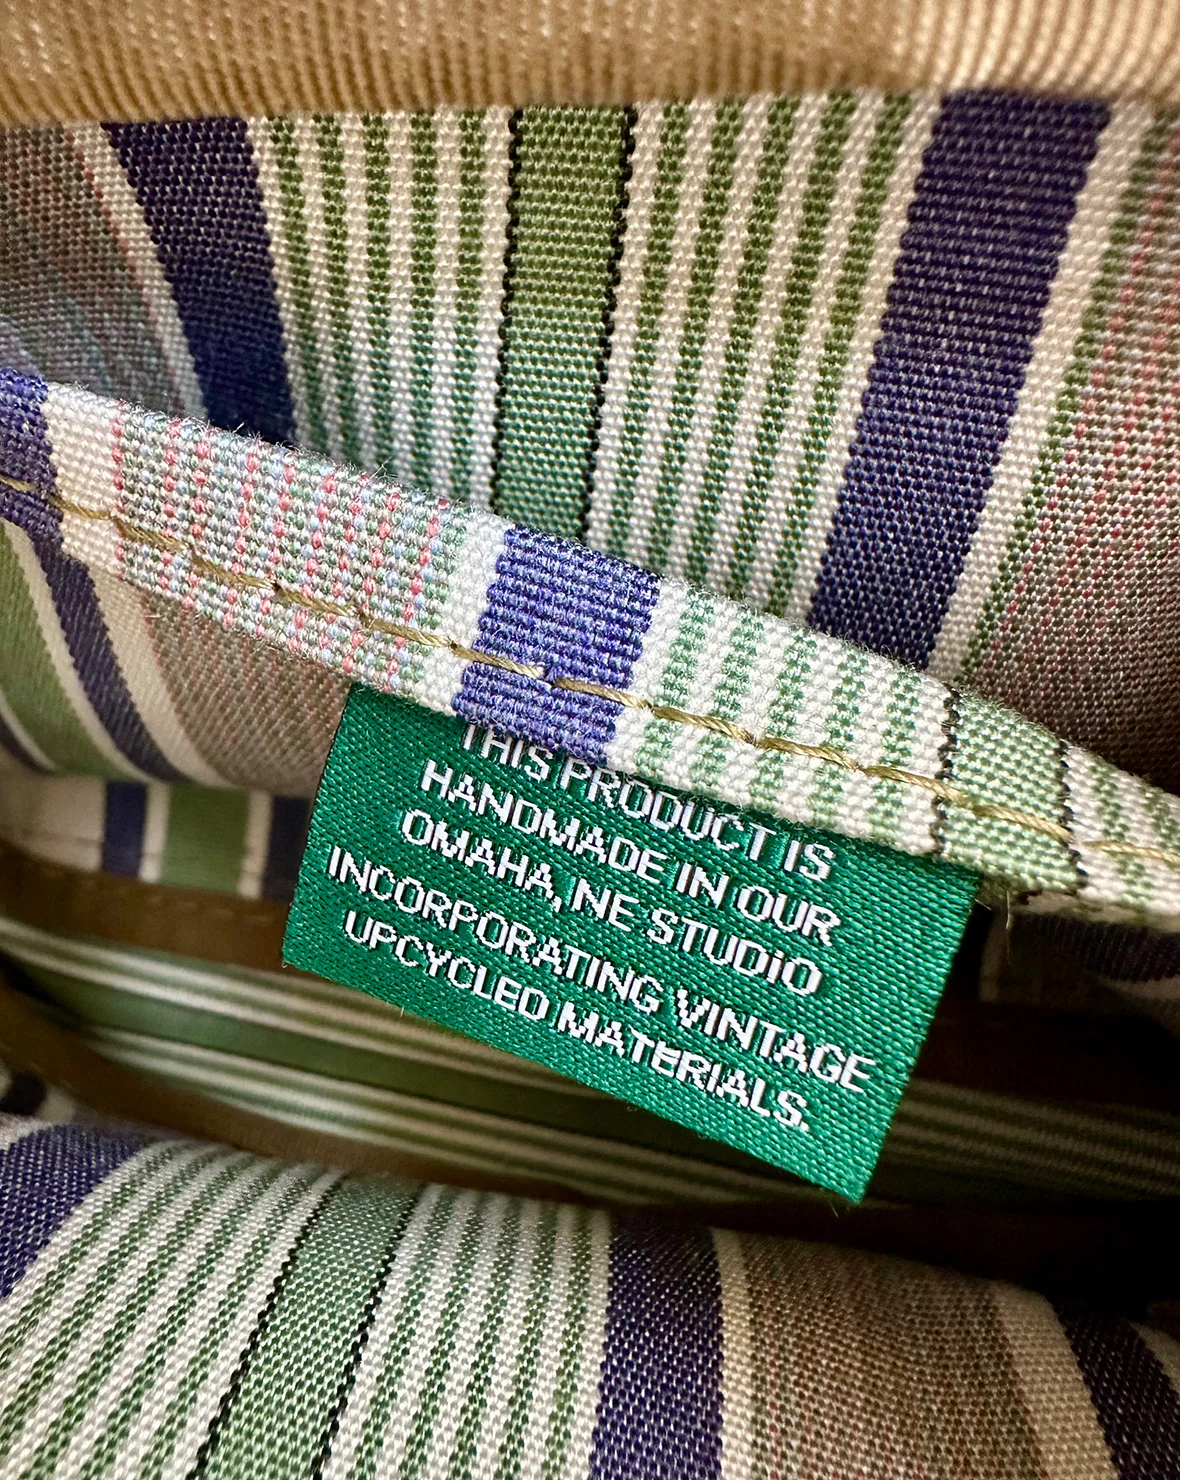 THIS PRODUCT IS
HANDMADE IN OUR
OMAHA, NE STUDIO
INCORPORATING VINTAGE
UPCYCLED MATERIALS.